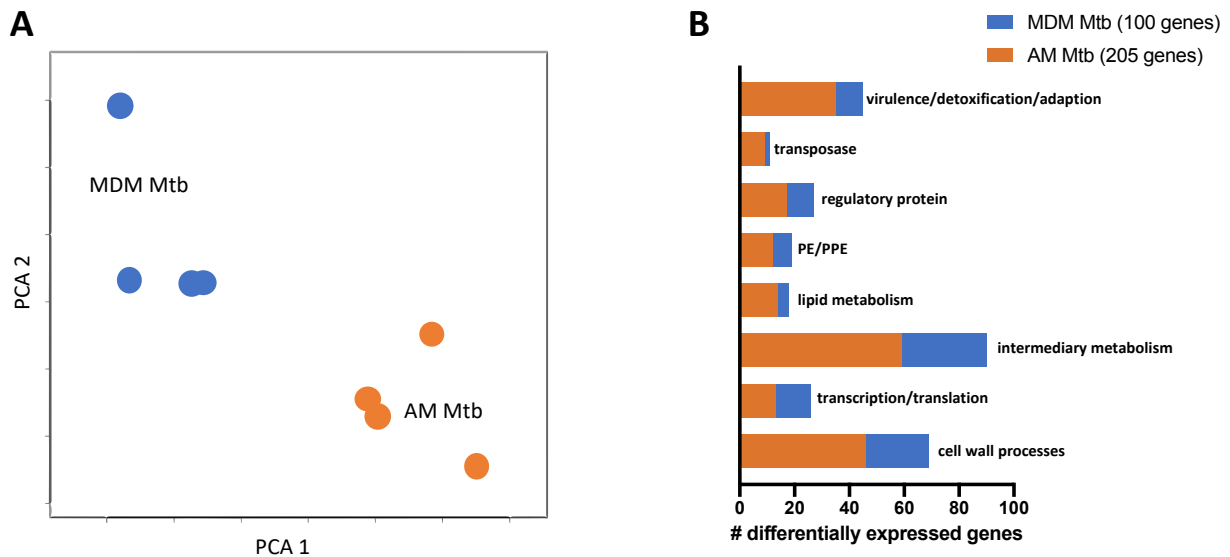 A
MDM Mtb
AM Mtb
PCA 2
PCA 1
B
MDM Mtb (100 genes)
AM Mtb (205 genes)
virulence/detoxification/adaption
transposase
regulatory protein
PE/PPE
lipid metabolism
intermediary metabolism
transcription/translation
cell wall processes
0 20 40 60 80 100
# differentially expressed genes